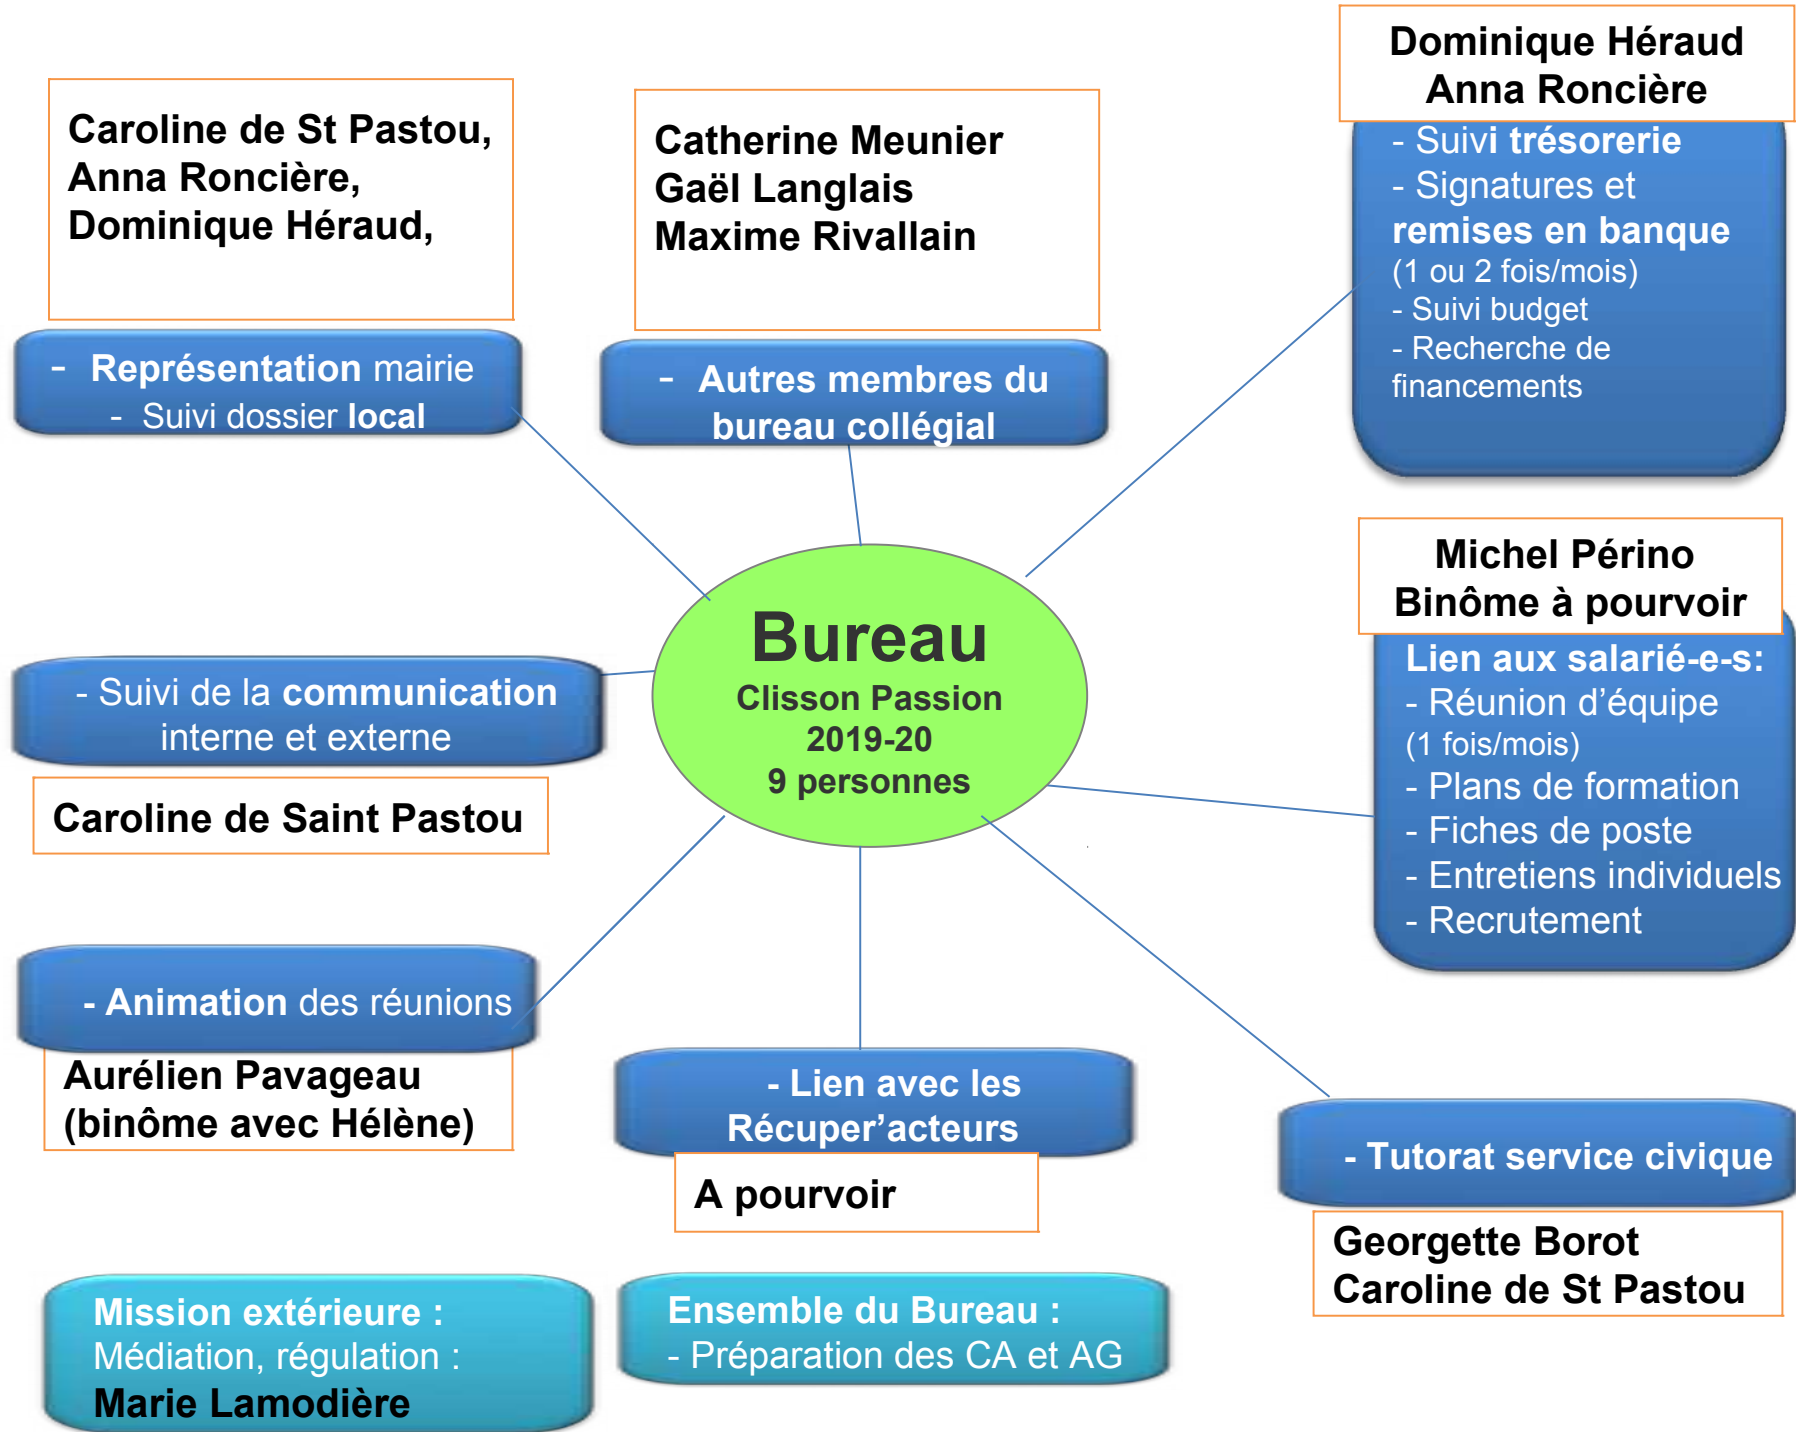 Caroline de St Pastou,
Anna Roncière,
Dominique Héraud,
- Représentation mairie
- Suivi dossier local
Catherine Meunier
Gaël Langlais
Maxime Rivallain
- Autres membres du
bureau collégial
Dominique Héraud
Anna Roncière
- Suivi trésorerie
- Signatures et
remises en banque
(1 ou 2 fois/mois)
- Suivi budget
- Recherche de
financements
Michel Périno
Binôme à pourvoir
Lien aux salarié-e-s:
- Réunion d’équipe
(1 fois/mois)
- Plans de formation
- Fiches de poste
- Entretiens individuels
- Recrutement
Bureau
Clisson Passion
2019-20
9 personnes
- Suivi de la communication
interne et externe
Caroline de Saint Pastou
- Animation des réunions
Aurélien Pavageau
(binôme avec Hélène)
- Lien avec les
Récuper’acteurs
A pourvoir
- Tutorat service civique
Georgette Borot
Caroline de St Pastou
Mission extérieure :
Médiation, régulation :
Marie Lamodière
Ensemble du Bureau :
- Préparation des CA et AG